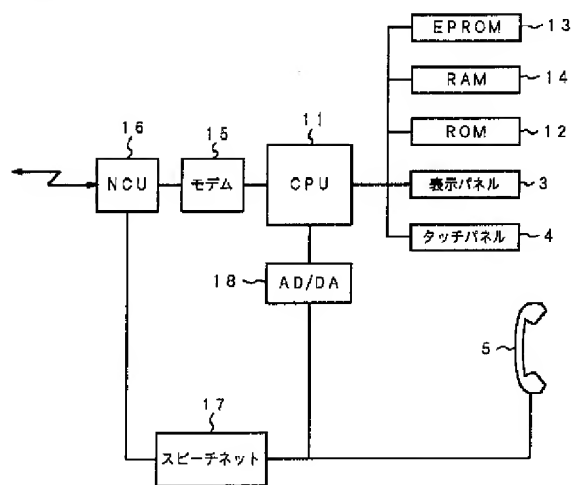 EPROM 13
RAM 14
16 15 11
ROM 12
NCU モデム CPU
表示パネル 3
タッチパネル 4
18 AD/DA
5
17
スピーチネット